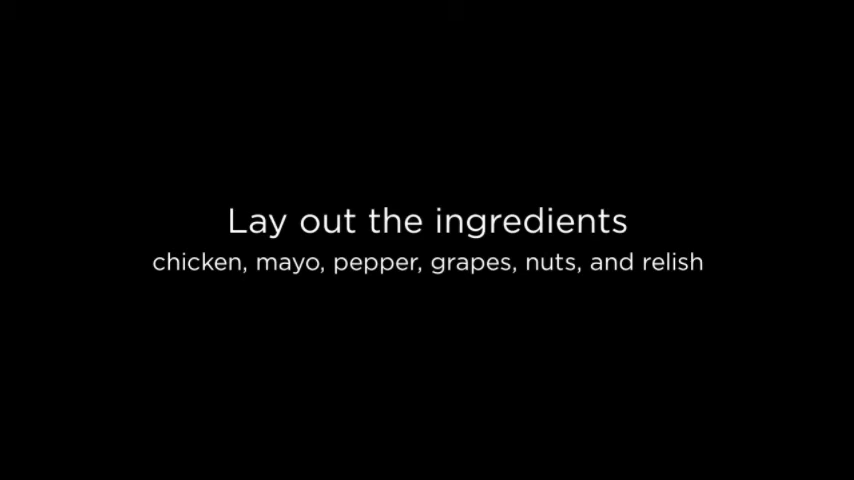 Lay out the ingredients
chicken, mayo, pepper, grapes, nuts, and relish